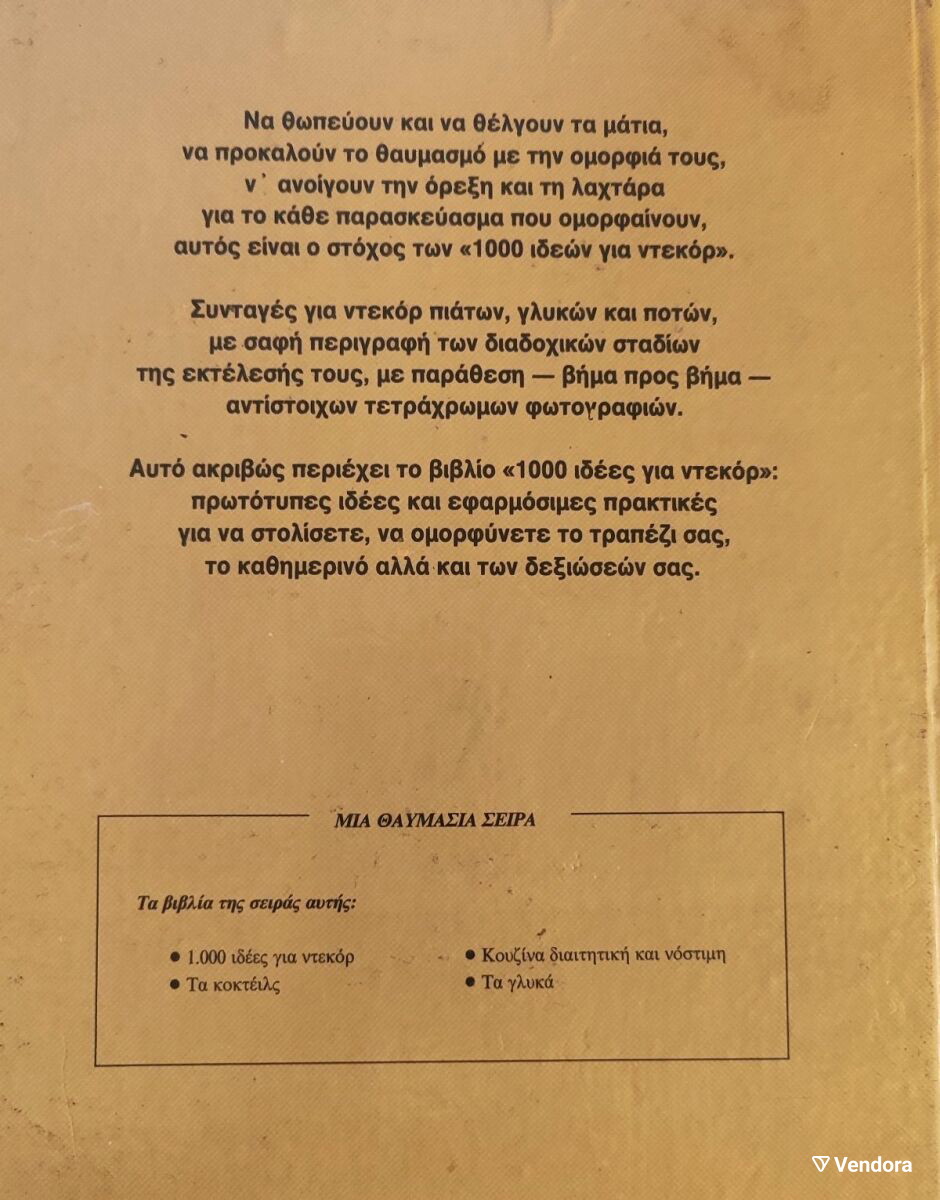 Να θωπεύουν και να θέλγουν τα μάτια,
να προκαλούν το θαυμασμό με την ομορφιά τους,
ν' ανοίγουν την όρεξη και τη λαχτάρα
για το κάθε παρασκεύασμα που ομορφαίνουν,
αυτός είναι ο στόχος των «1000 ιδεών για ντεκόρ».
Συνταγές για ντεκόρ πιάτων, γλυκών και ποτών,
με σαφή περιγραφή των διαδοχικών σταδίων
της εκτέλεσής τους, με παράθεση — βήμα προς βήμα —
αντίστοιχων τετράχρωμων φωτογραφιών.
Αυτό ακριβώς περιέχει το βιβλίο «1000 ιδέες για ντεκόρ»:
πρωτότυπες ιδέες και εφαρμόσιμες πρακτικές
για να στολίσετε, να ομορφύνετε το τραπέζι σας,
το καθημερινό αλλά και των δεξιώσεών σας.
ΜΙΑ ΘΑΥΜΑΣΙΑ ΣΕΙΡΑ
Τα βιβλία της σειράς αυτής:
● 1.000 ιδέες για ντεκόρ
● Τα κοκτέιλς
● Κουζίνα διαιτητική και νόστιμη
● Τα γλυκά
Vendora